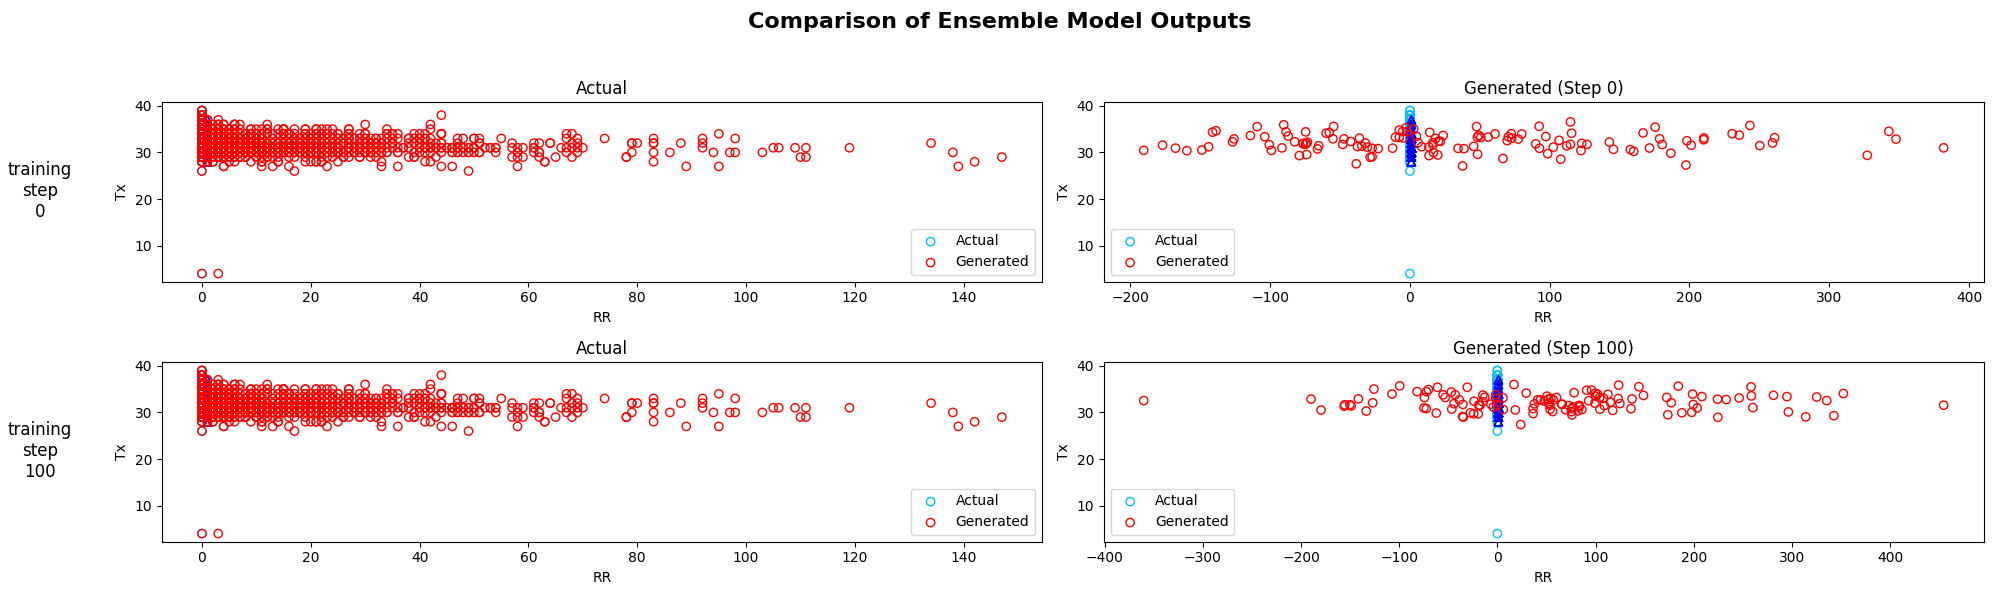 Comparison of Ensemble Model Outputs
Actual
Generated (Step 0)
training
step
0
Tx
40
30
20
10
Actual
Generated
0 20 40 60 80 100 120 140
RR
Tx
40
30
20
10
Actual
Generated
−200 −100 0 100 200 300 400
RR
Actual
Generated (Step 100)
training
step
100
Tx
40
30
20
10
Actual
Generated
0 20 40 60 80 100 120 140
RR
Tx
40
30
20
10
Actual
Generated
−400 −300 −200 −100 0 100 200 300 400
RR